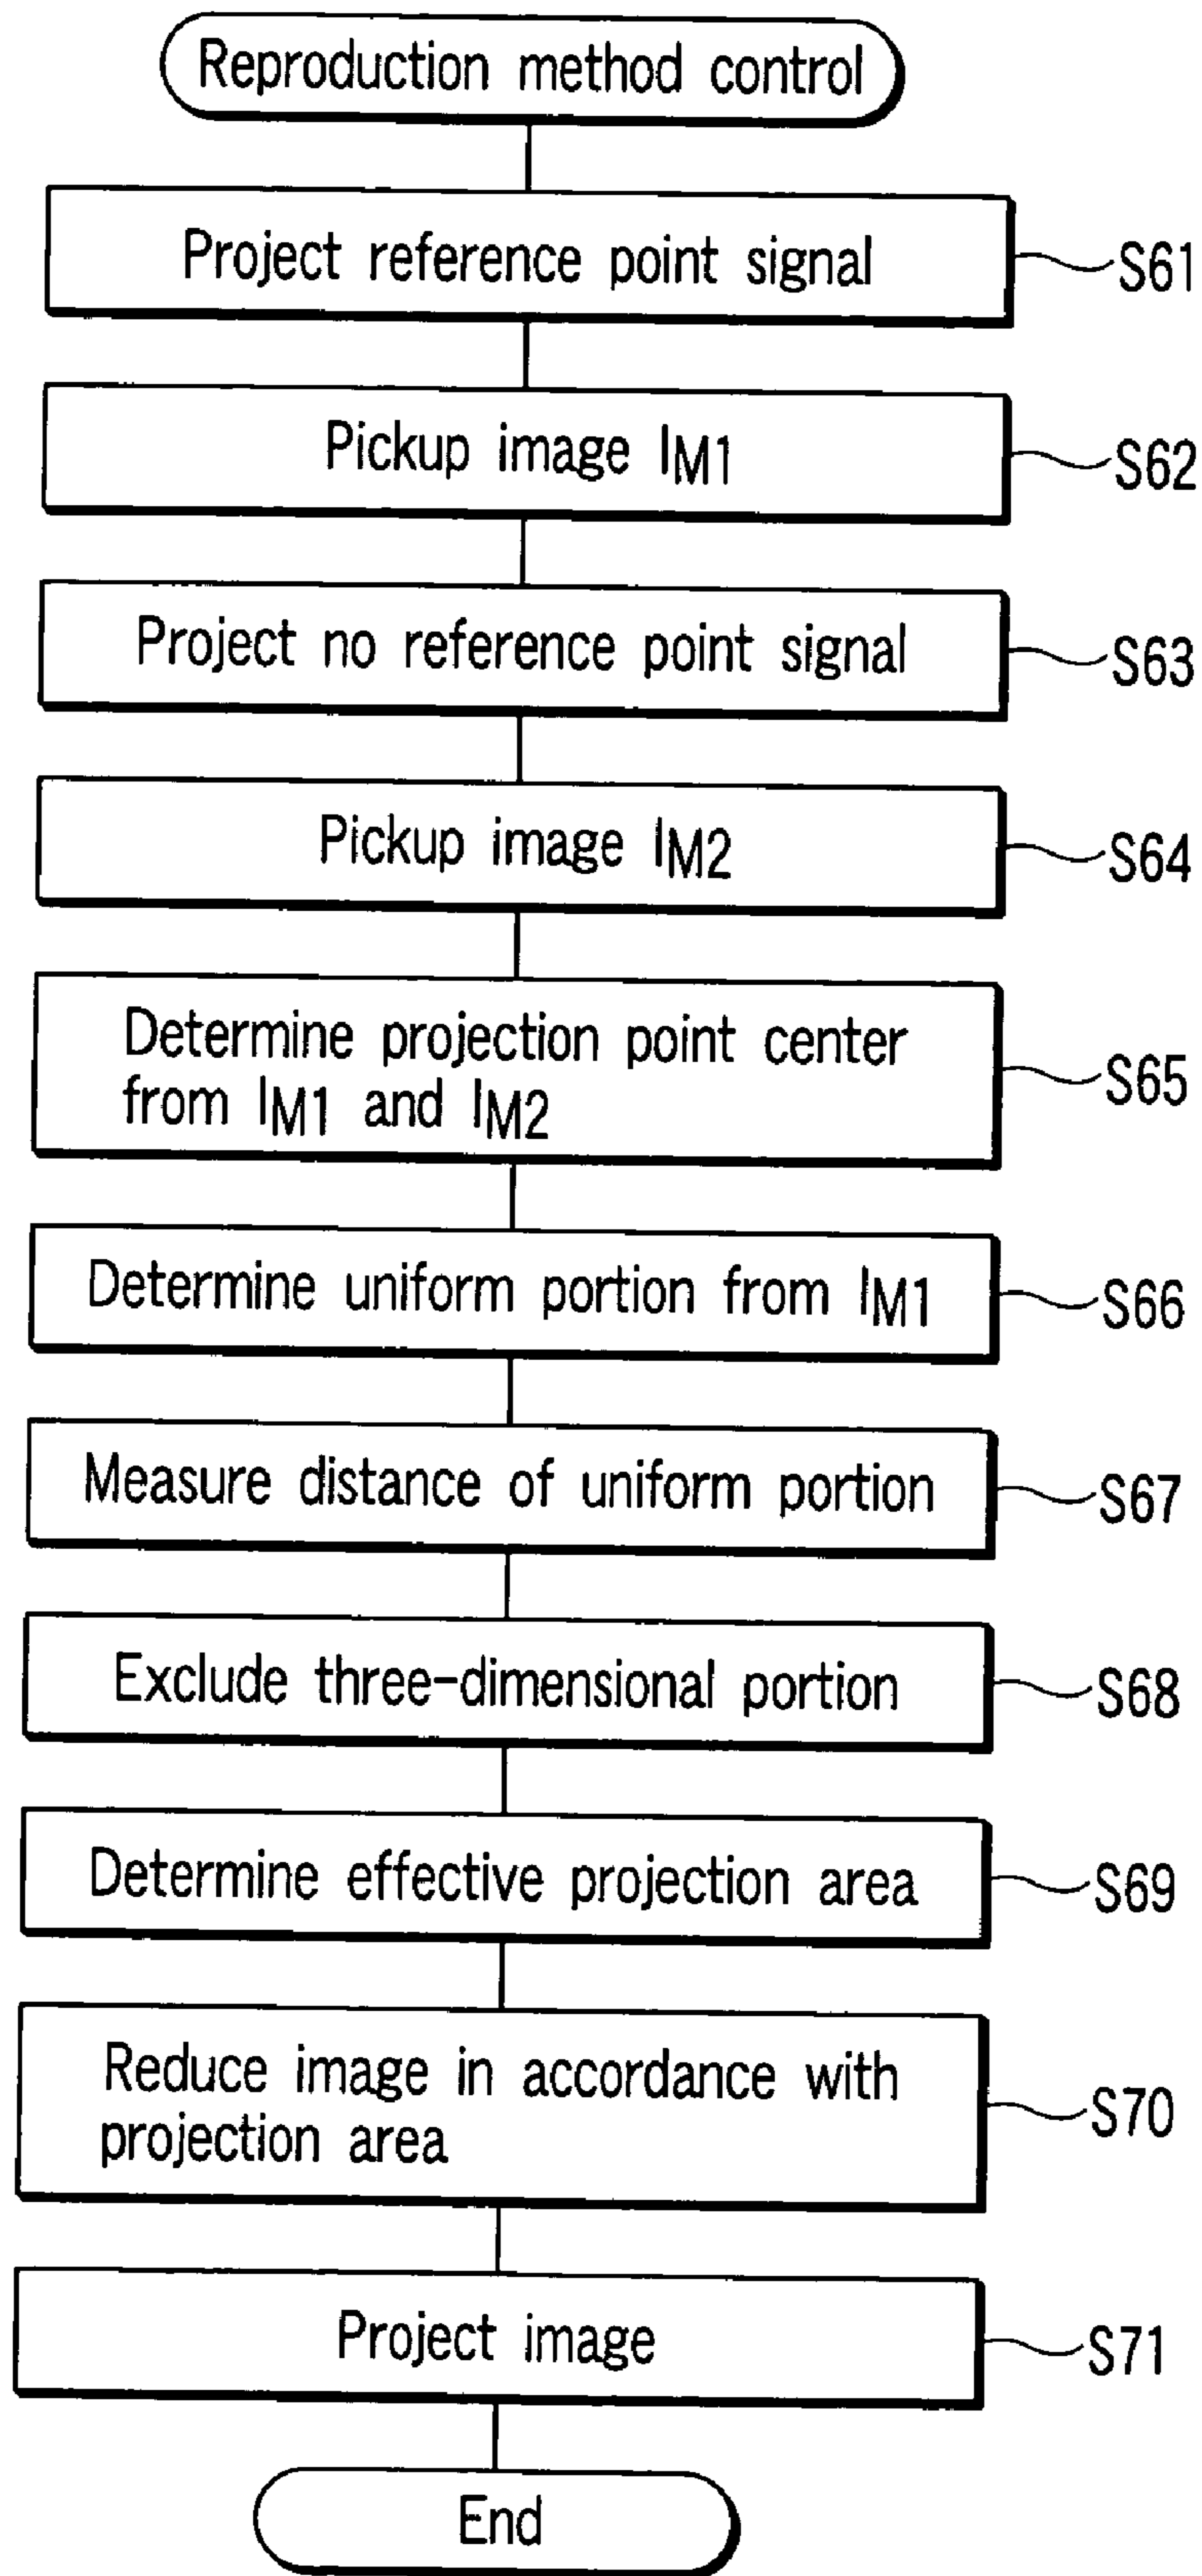 Reproduction method control
Project reference point signal
S61
Pickup image IM1
S62
Project no reference point signal
S63
Pickup image IM2
S64
Determine projection point center
from IM1 and IM2
S65
Determine uniform portion from IM1
S66
Measure distance of uniform portion
S67
Exclude three-dimensional portion
S68
Determine effective projection area
S69
Reduce image in accordance with
projection area
S70
Project image
S71
End